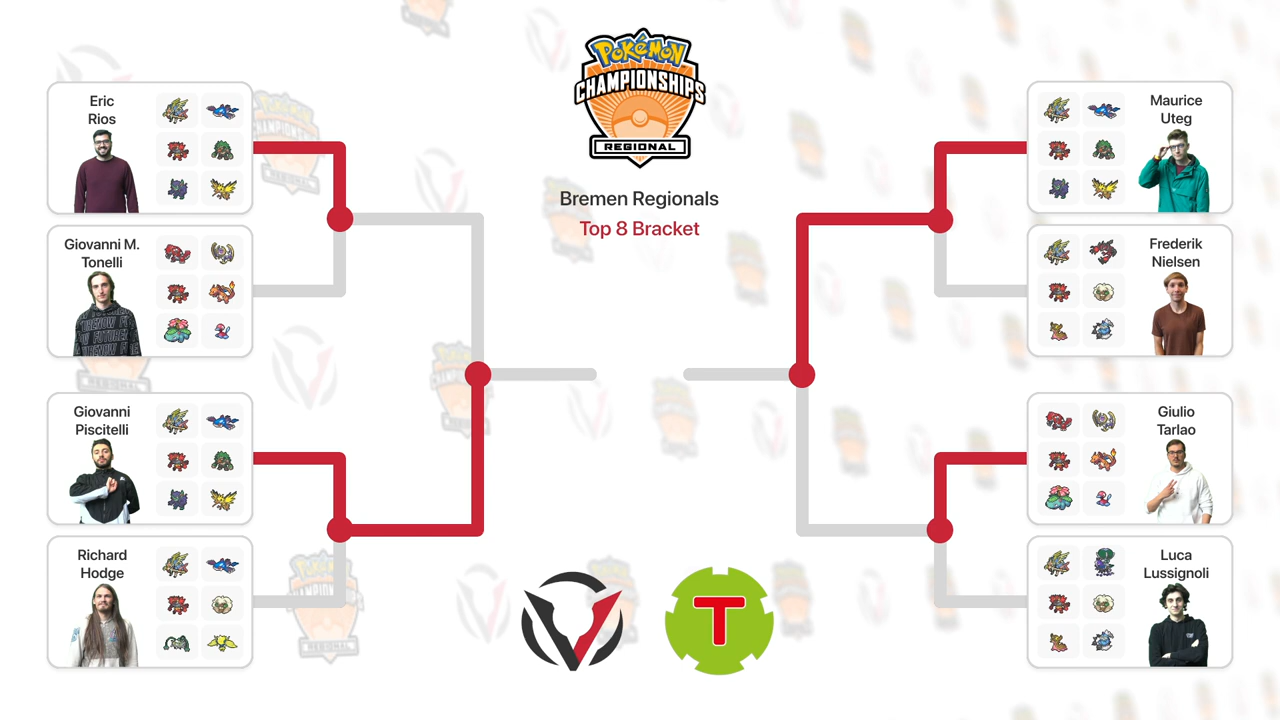 POKÉMON
CHAMPIONSHIPS
REGIONAL
Bremen Regionals
Top 8 Bracket
Eric
Rios
Giovanni M.
Tonelli
Giovanni
Piscitelli
Richard
Hodge
Maurice
Uteg
Frederik
Nielsen
Giulio
Tarlao
Luca
Lussignoli
T